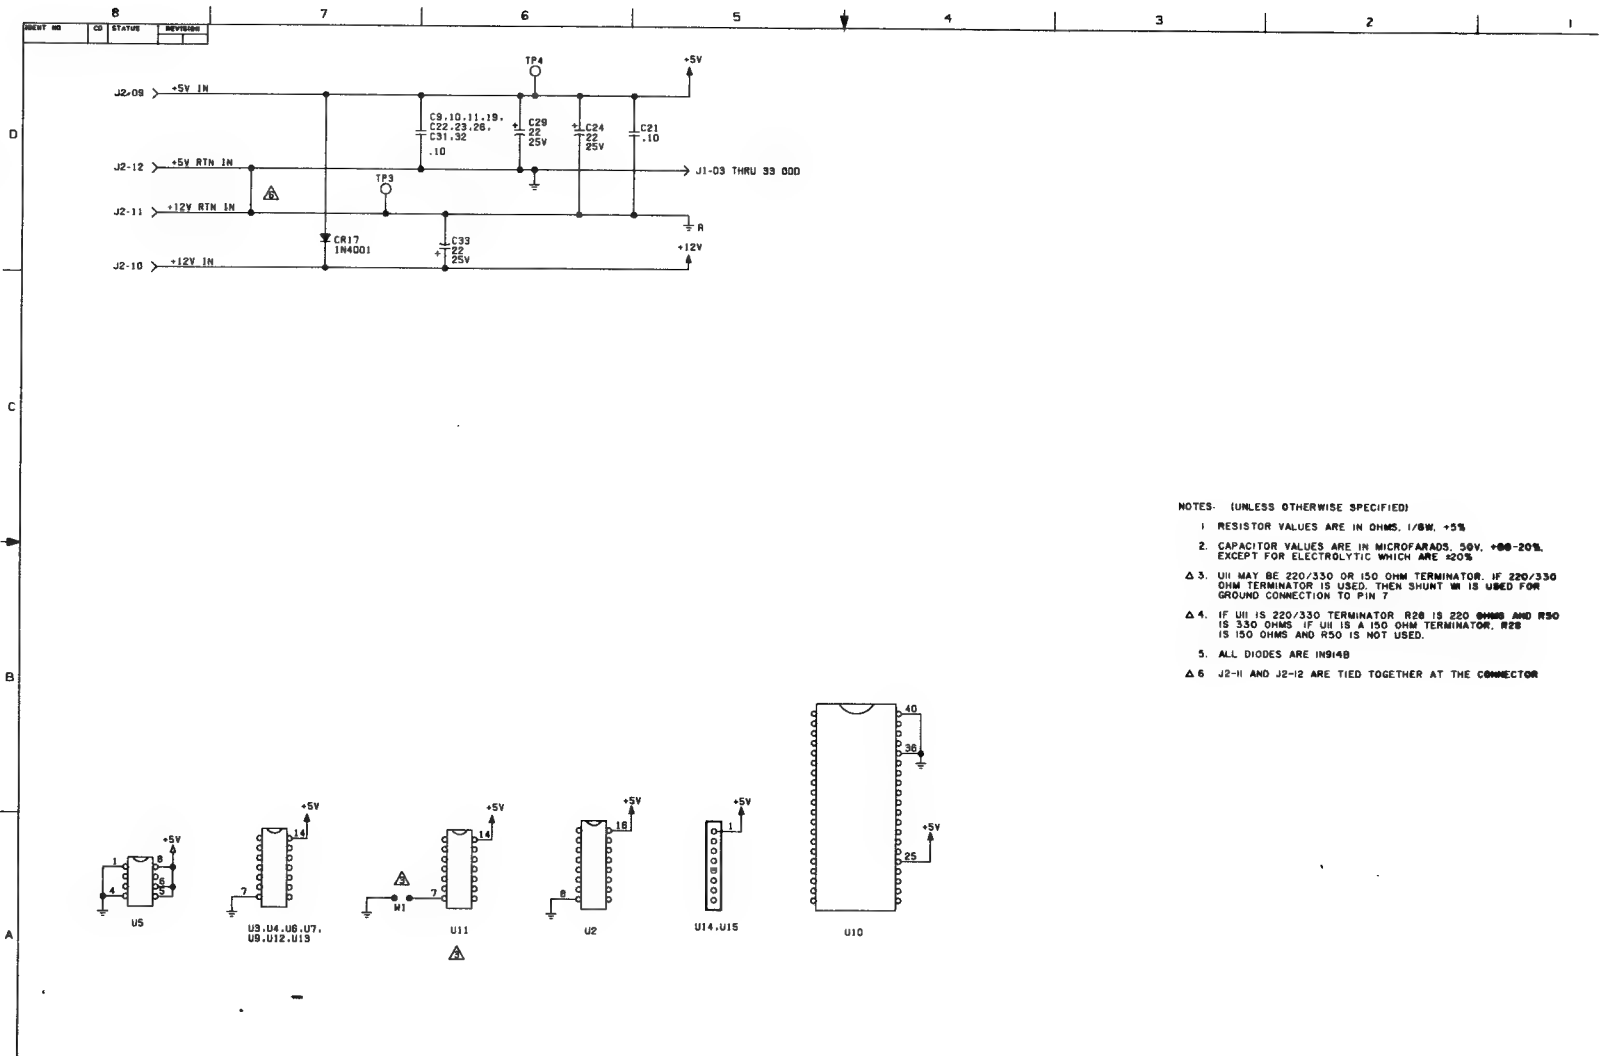 8 7 6 5 4 3 2 1
IDENT NO CD STATUS REVISION
D
C
B
A
TP4
+5V
J2-09 +5V IN
C9,10,11,19,
C22,23,26,
C31,32
.10
+ C29
22
25V
+ C24
22
25V
C21
.10
J2-12 +5V RTN IN
J1-03 THRU 33 ODD
6
TP3
J2-11 +12V RTN IN
A
CR17
1N4001
C33
22
+ 25V
+12V
J2-10 +12V IN
NOTES- (UNLESS OTHERWISE SPECIFIED)
1 RESISTOR VALUES ARE IN OHMS, 1/8W, +5%
2. CAPACITOR VALUES ARE IN MICROFARADS, 50V, -20%,
EXCEPT FOR ELECTROLYTIC WHICH ARE ±20%
△ 3. U11 MAY BE 220/330 OR 150 OHM TERMINATOR. IF 220/330
OHM TERMINATOR IS USED, THEN SHUNT W1 IS USED FOR
GROUND CONNECTION TO PIN 7
△ 4. IF U11 IS 220/330 TERMINATOR R28 IS 220 OHMS AND R50
IS 330 OHMS IF U11 IS A 150 OHM TERMINATOR, R28
IS 150 OHMS AND R50 IS NOT USED.
5. ALL DIODES ARE IN914B
△ 6 J2-11 AND J2-12 ARE TIED TOGETHER AT THE CONNECTOR
+5V
1 8
6
4 5
U5
+5V
14
7
U3,U4,U6,U7,
U9,U12,U13
+5V
14
3
W1
7
U11
3
+5V
16
8
U2
+5V
1
U14,U15
40
36
+5V
25
U10